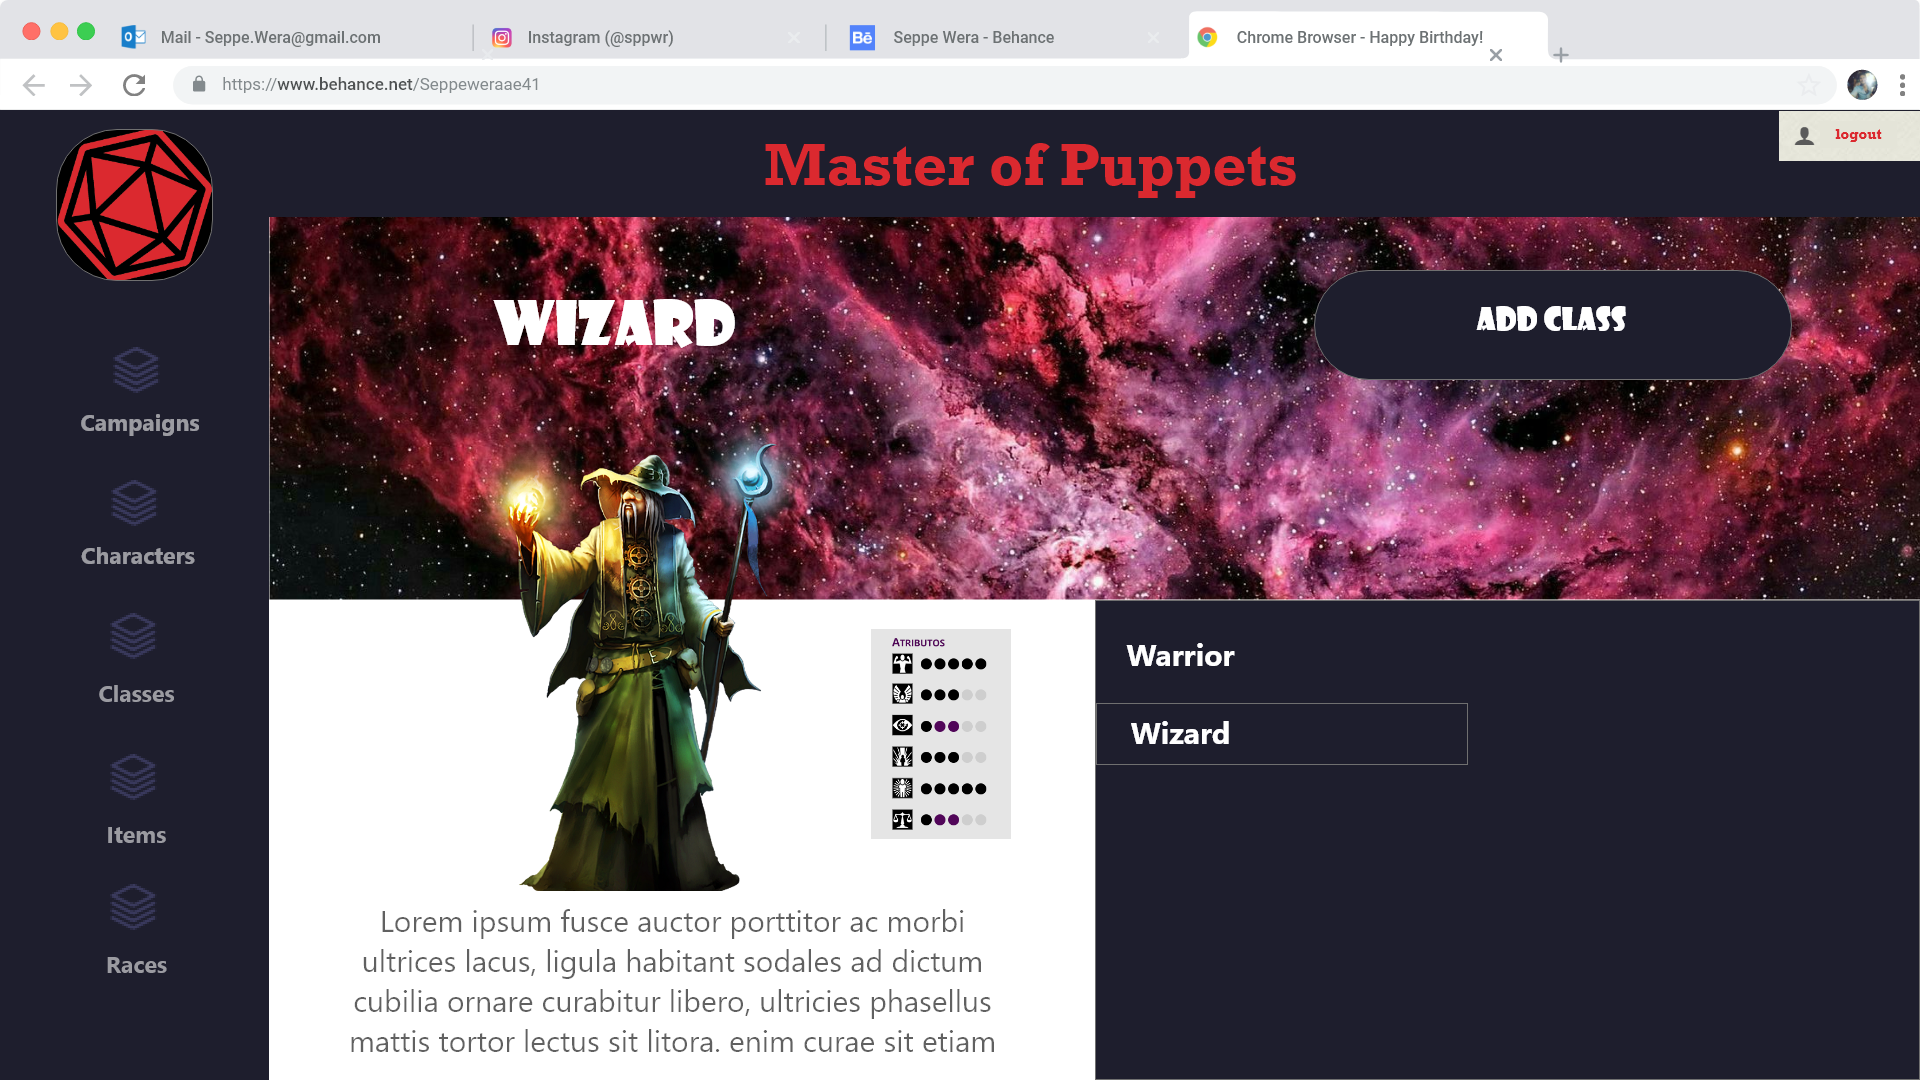 Mail - Seppe.Wera@gmail.com
Instagram (@sppwr)
Bē
Seppe Wera - Behance
Chrome Browser - Happy Birthday!
https://www.behance.net/Seppeweraae41
Master of Puppets
logout
WIZARD
ADD CLASS
Campaigns
Characters
Classes
Items
Races
ATRIBUTOS
Warrior
Wizard
Lorem ipsum fusce auctor porttitor ac morbi
ultrices lacus, ligula habitant sodales ad dictum
cubilia ornare curabitur libero, ultricies phasellus
mattis tortor lectus sit litora. enim curae sit etiam